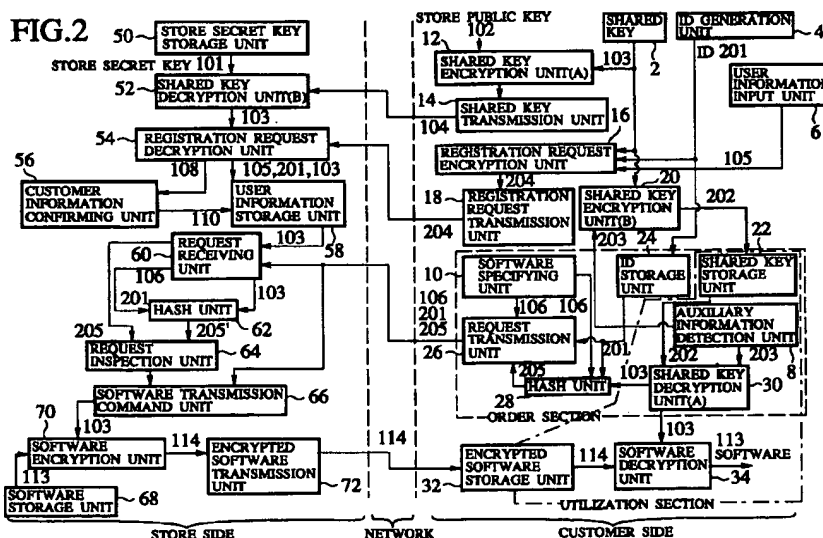 FIG.2
50
STORE SECRET KEY
STORAGE UNIT
STORE SECRET KEY 101
52
SHARED KEY
DECRYPTION UNIT(B)
103
54
REGISTRATION REQUEST
DECRYPTION UNIT
108
105,201,103
56
CUSTOMER
INFORMATION
CONFIRMING UNIT
110
USER
INFORMATION
STORAGE UNIT
58
103
60
REQUEST
RECEIVING
UNIT
106
201
103
HASH UNIT
62
205
205'
REQUEST
INSPECTION UNIT
64
SOFTWARE TRANSMISSION
COMMAND UNIT
66
70
103
SOFTWARE
ENCRYPTION UNIT
114
ENCRYPTED
SOFTWARE
TRANSMISSION
UNIT
72
114
113
SOFTWARE
STORAGE UNIT
68
STORE SIDE
NETWORK
STORE PUBLIC KEY
102
12
SHARED KEY
ENCRYPTION UNIT(A)
103
SHARED
KEY
2
ID GENERATION
UNIT
4
ID 201
USER
INFORMATION
INPUT UNIT
6
14
104
SHARED KEY
TRANSMISSION UNIT
16
REGISTRATION REQUEST
ENCRYPTION UNIT
105
204
18
204
REGISTRATION
REQUEST
TRANSMISSION
UNIT
20
SHARED KEY
ENCRYPTION
UNIT(B)
202
203
24
22
10
SOFTWARE
SPECIFYING
UNIT
ID STORAGE
UNIT
SHARED KEY
STORAGE
UNIT
106
201
205
106
106
REQUEST
TRANSMISSION
UNIT
26
201
AUXILIARY
INFORMATION
DETECTION UNIT
8
202
203
205
HASH UNIT
28
103
SHARED KEY
DECRYPTION
UNIT(A)
30
ORDER SECTION
103
ENCRYPTED
SOFTWARE
STORAGE UNIT
32
114
SOFTWARE
DECRYPTION
UNIT
34
113
SOFTWARE
UTILIZATION SECTION
CUSTOMER SIDE